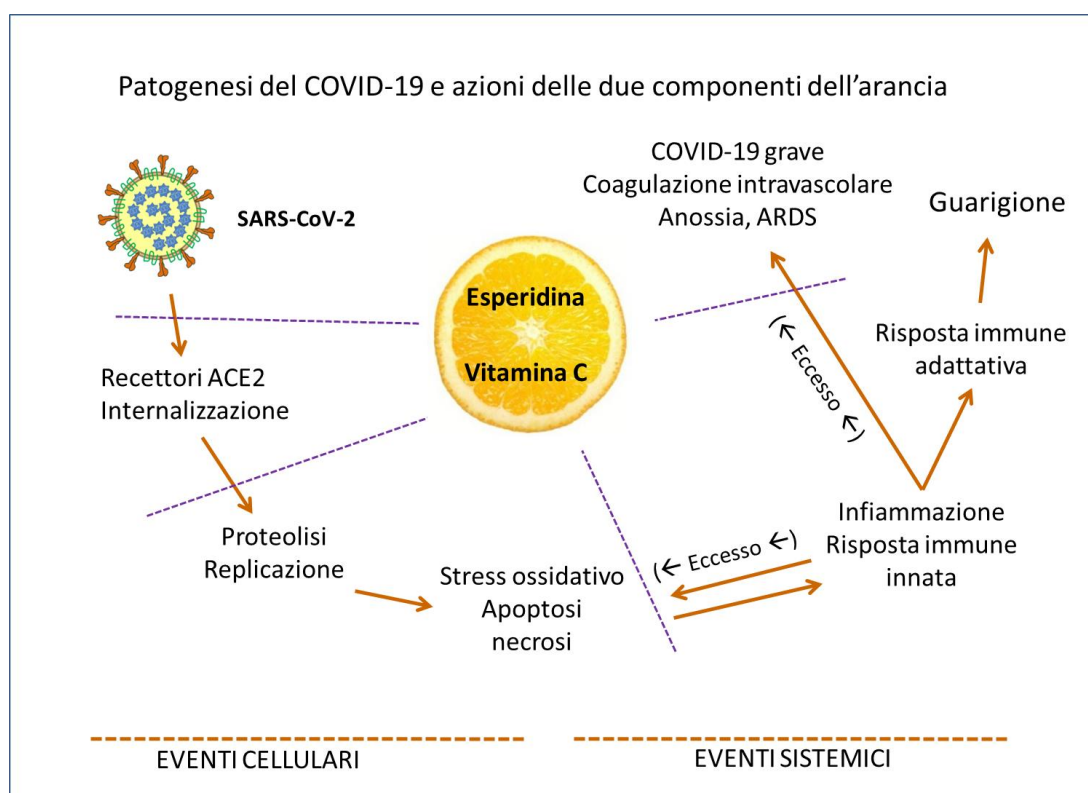 Patogenesi del COVID-19 e azioni delle due componenti dell'arancia
SARS-CoV-2
Recettori ACE2
Internalizzazione
Proteolisi
Replicazione
Stress ossidativo
Apoptosi
necrosi
Esperidina
Vitamina C
COVID-19 grave
Coagulazione intravascolare
Anossia, ARDS
Guarigione
Risposta immune
adattativa
(← Eccesso ←)
Infiammazione
Risposta immune
innata
(← Eccesso ←)
EVENTI CELLULARI
EVENTI SISTEMICI